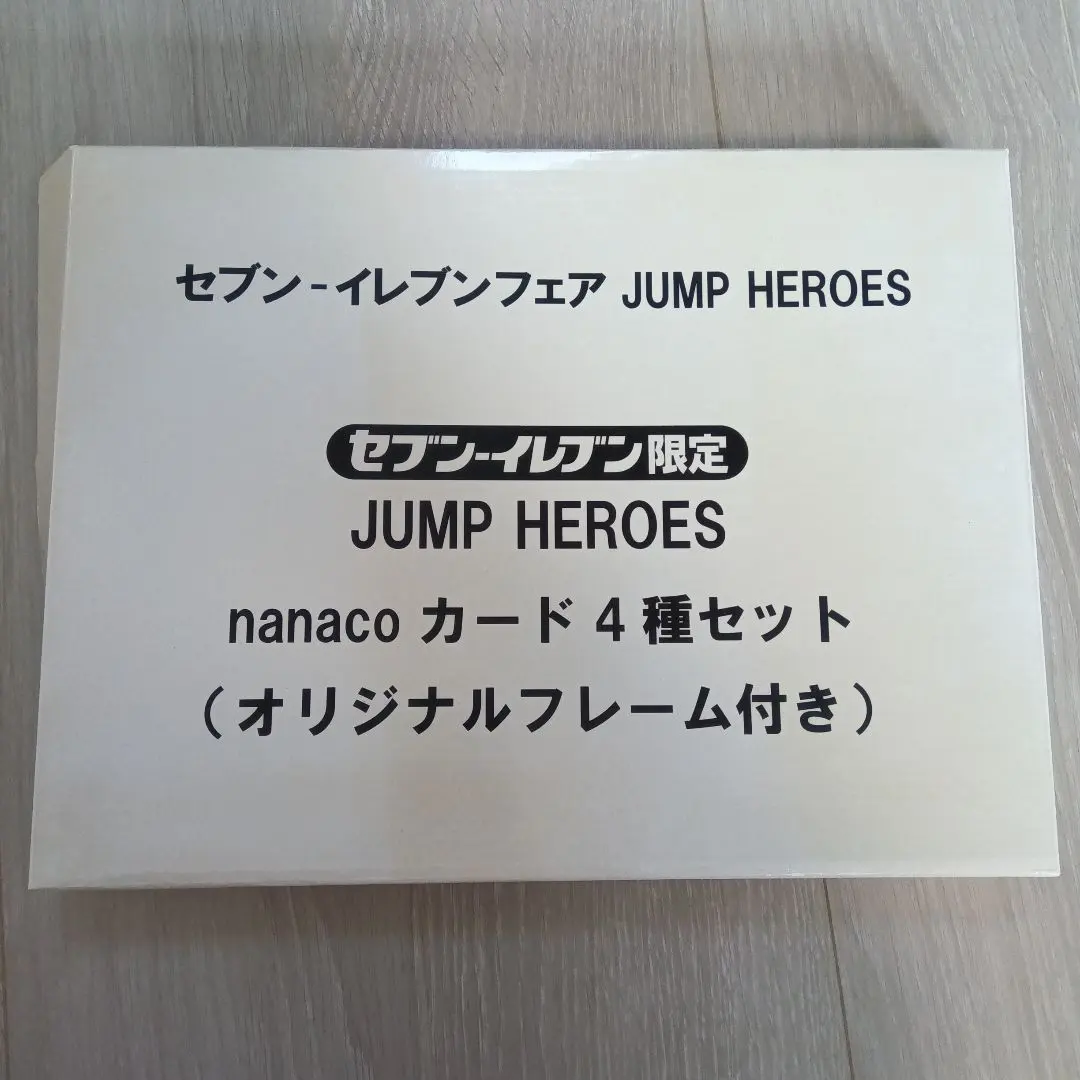 セブン-イレブンフェア JUMP HEROES
セブン-イレブン限定
JUMP HEROES
nanaco カード 4 種セット
(オリジナルフレーム付き)